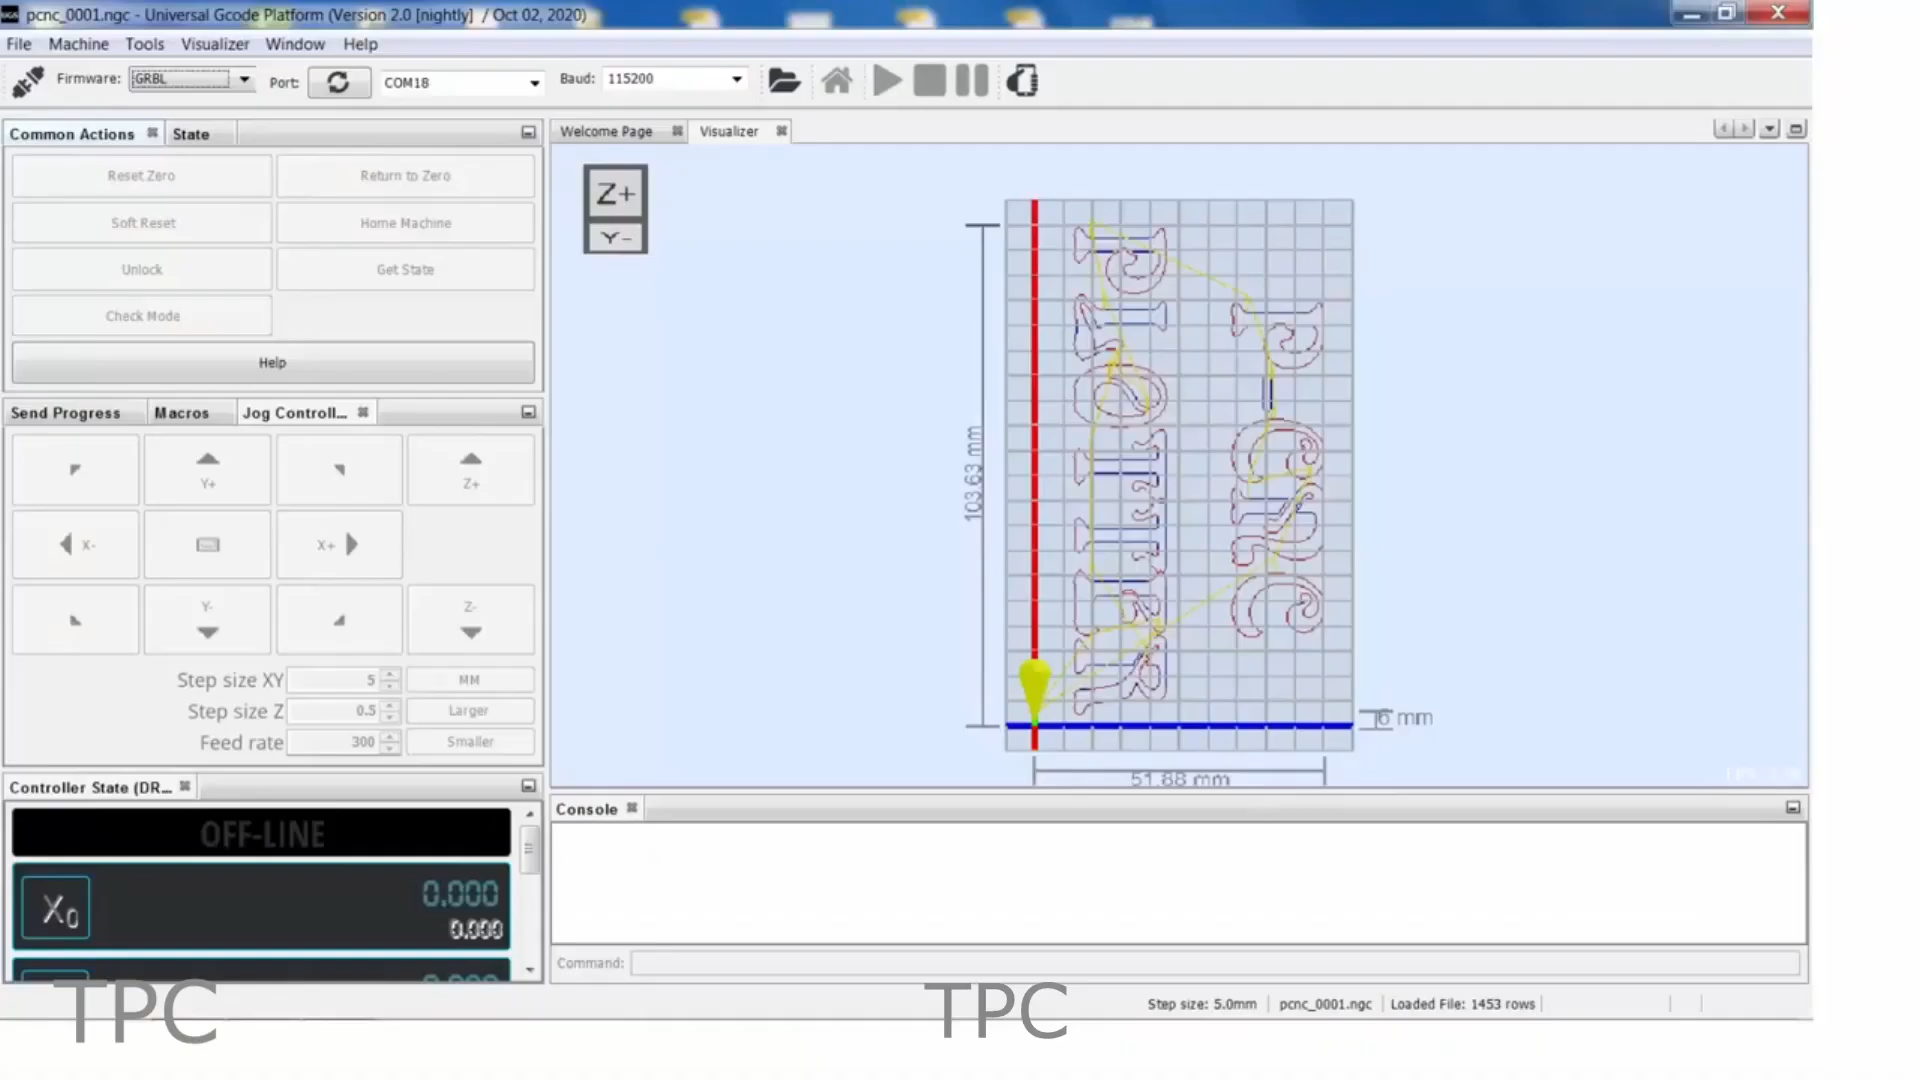 pcnc_0001.ngc - Universal Gcode Platform (Version 2.0 [nightly] / Oct 02, 2020)
File Machine Tools Visualizer Window Help
Firmware: GRBL Port: COM18 Baud: 115200
Common Actions State
Reset Zero Return to Zero
Soft Reset Home Machine
Unlock Get State
Check Mode
Help
Send Progress Macros Jog Controll...
Y+ Z+
X- X+
Y- Z-
Step size XY 5 MM
Step size Z 0.5 Larger
Feed rate 300 Smaller
Controller State (DR...
OFF-LINE
X0 0.000
0.000
0.000
Welcome Page Visualizer
Z+
Y-
103.63 mm
6 mm
51.88 mm
Console
Command:
Step size: 5.0mm pcnc_0001.ngc Loaded File: 1453 rows
TPC TPC